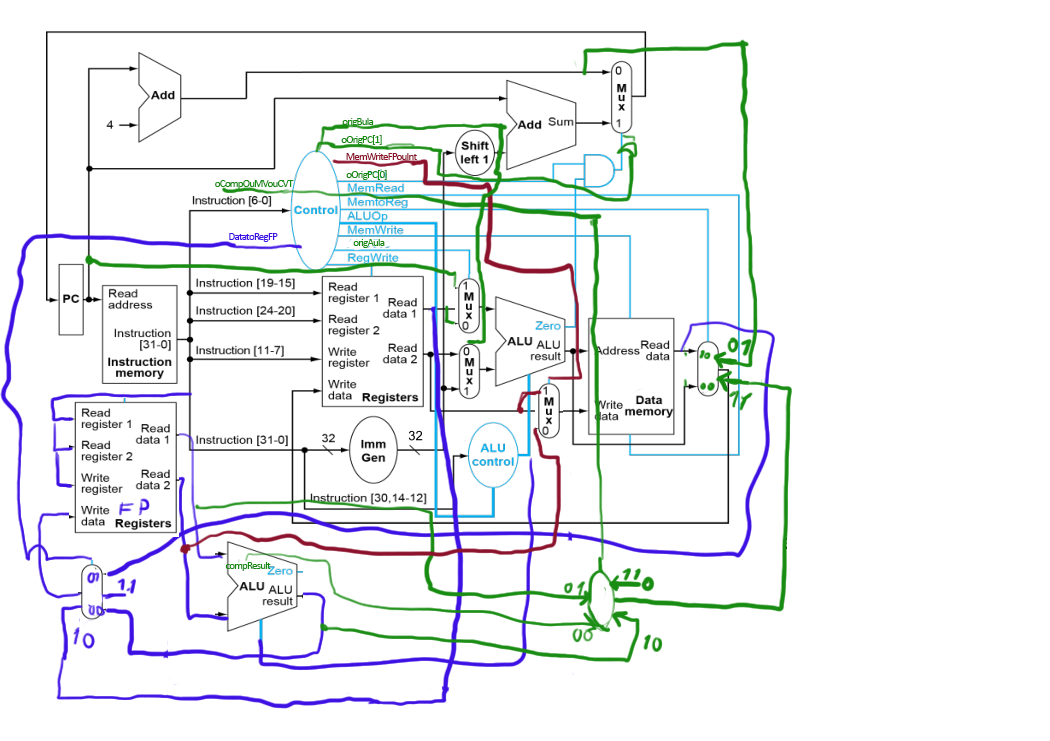 0
Mux
1
Add
4
Add Sum
Shift
left 1
origBula
oOrigPC[1]
MemWriteFPouInt
oOrigPC[0]
oCompOuMVouCVT
MemRead
MemtoReg
ALUOp
MemWrite
origAula
RegWrite
Control
Instruction [6-0]
DatatoRegFP
PC
Read
address
Instruction
[31-0]
Instruction
memory
Instruction [19-15]
Instruction [24-20]
Instruction [11-7]
Read
register 1
Read
register 2
Write
register
Write
data
Read
data 1
Read
data 2
Registers
1
Mux
0
0
Mux
1
Zero
ALU
ALU
result
1
Mux
0
Address
Read
data
Write
data
Data
memory
10
00
01
11
Instruction [31-0]
32
Imm
Gen
32
ALU
control
Instruction [30,14-12]
Read
register 1
Read
register 2
Write
register
Write
data
Read
data 1
Read
data 2
FP
Registers
compResult
Zero
ALU
ALU
result
01
11
00
10
01
11
0
00
10